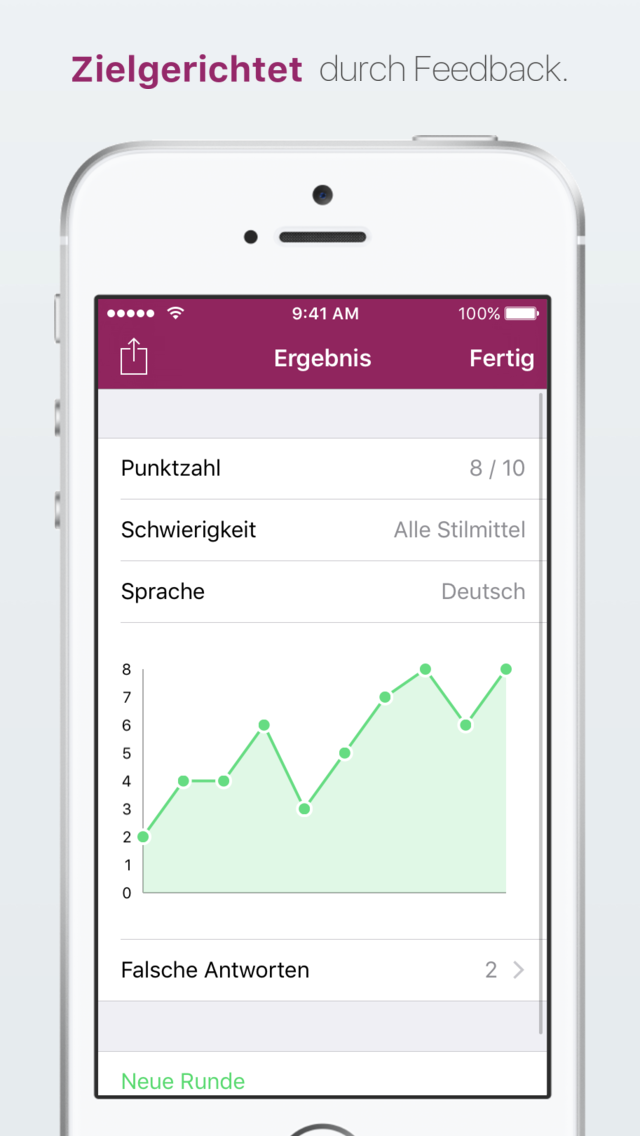 Zielgerichtet durch Feedback.
9:41 AM 100%
Ergebnis Fertig
Punktzahl 8 / 10
Schwierigkeit Alle Stilmittel
Sprache Deutsch
8
7
6
5
4
3
2
1
0
Falsche Antworten 2
Neue Runde